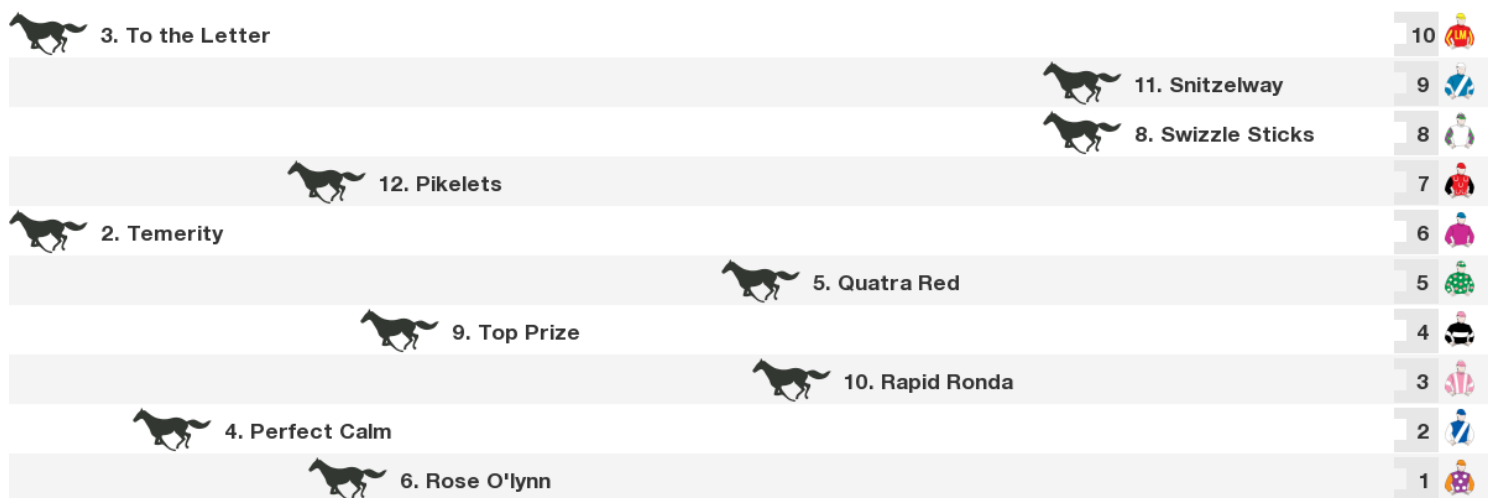 3. To the Letter 10 LM
11. Snitzelway 9
8. Swizzle Sticks 8
12. Pikelets 7
2. Temerity 6
5. Quatra Red 5
9. Top Prize 4
10. Rapid Ronda 3
4. Perfect Calm 2
6. Rose O'lynn 1